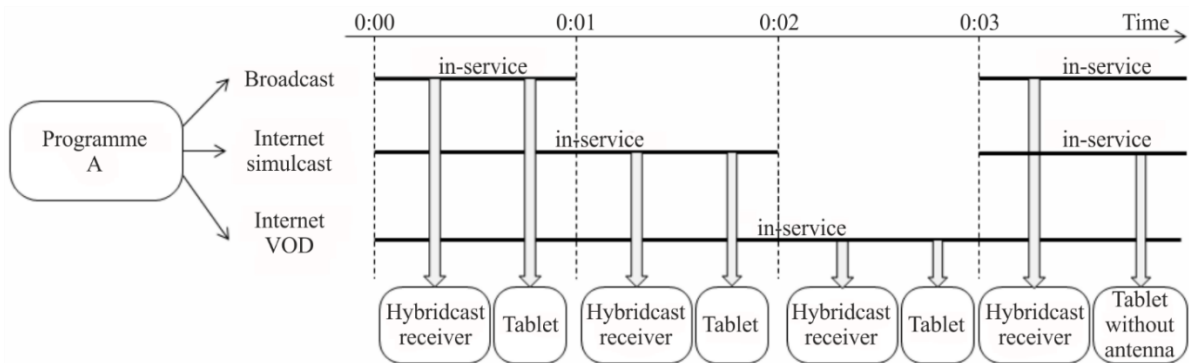 0:00 0:01 0:02 0:03 Time
Broadcast in-service in-service
Programme
A
Internet
simulcast in-service in-service
Internet
VOD in-service
Hybridcast
receiver
Tablet
Hybridcast
receiver
Tablet
Hybridcast
receiver
Tablet
Hybridcast
receiver
Tablet
without
antenna